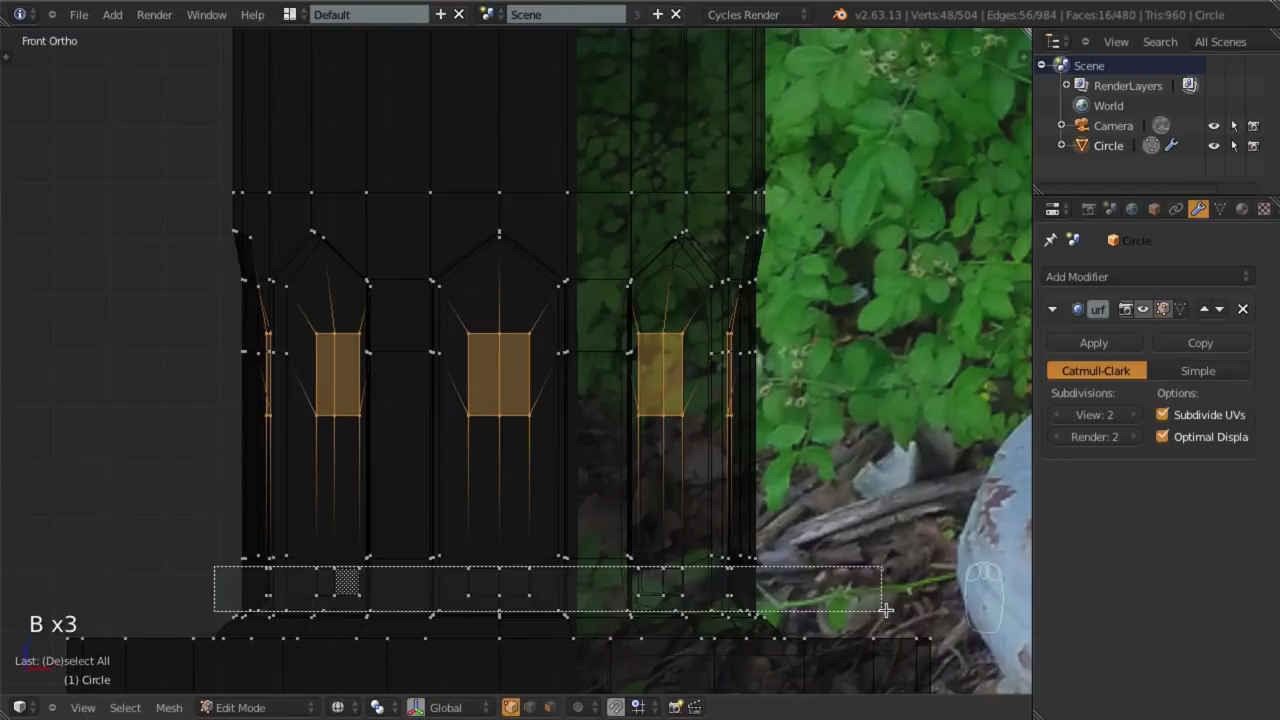 File Add Render Window Help Default Scene 3 Cycles Render v2.63.13 | Verts:48/504 | Edges:56/984 | Faces:16/480 | Tris:960 | Circle
Front Ortho
View Search All Scenes
Scene
RenderLayers
World
Camera
Circle
Circle
Add Modifier
urf
Apply Copy
Catmull-Clark Simple
Subdivisions: Options:
View: 2 Subdivide UVs
Render: 2 Optimal Displa
B x3
Last: (De)select All
(1) Circle
View Select Mesh Edit Mode Global